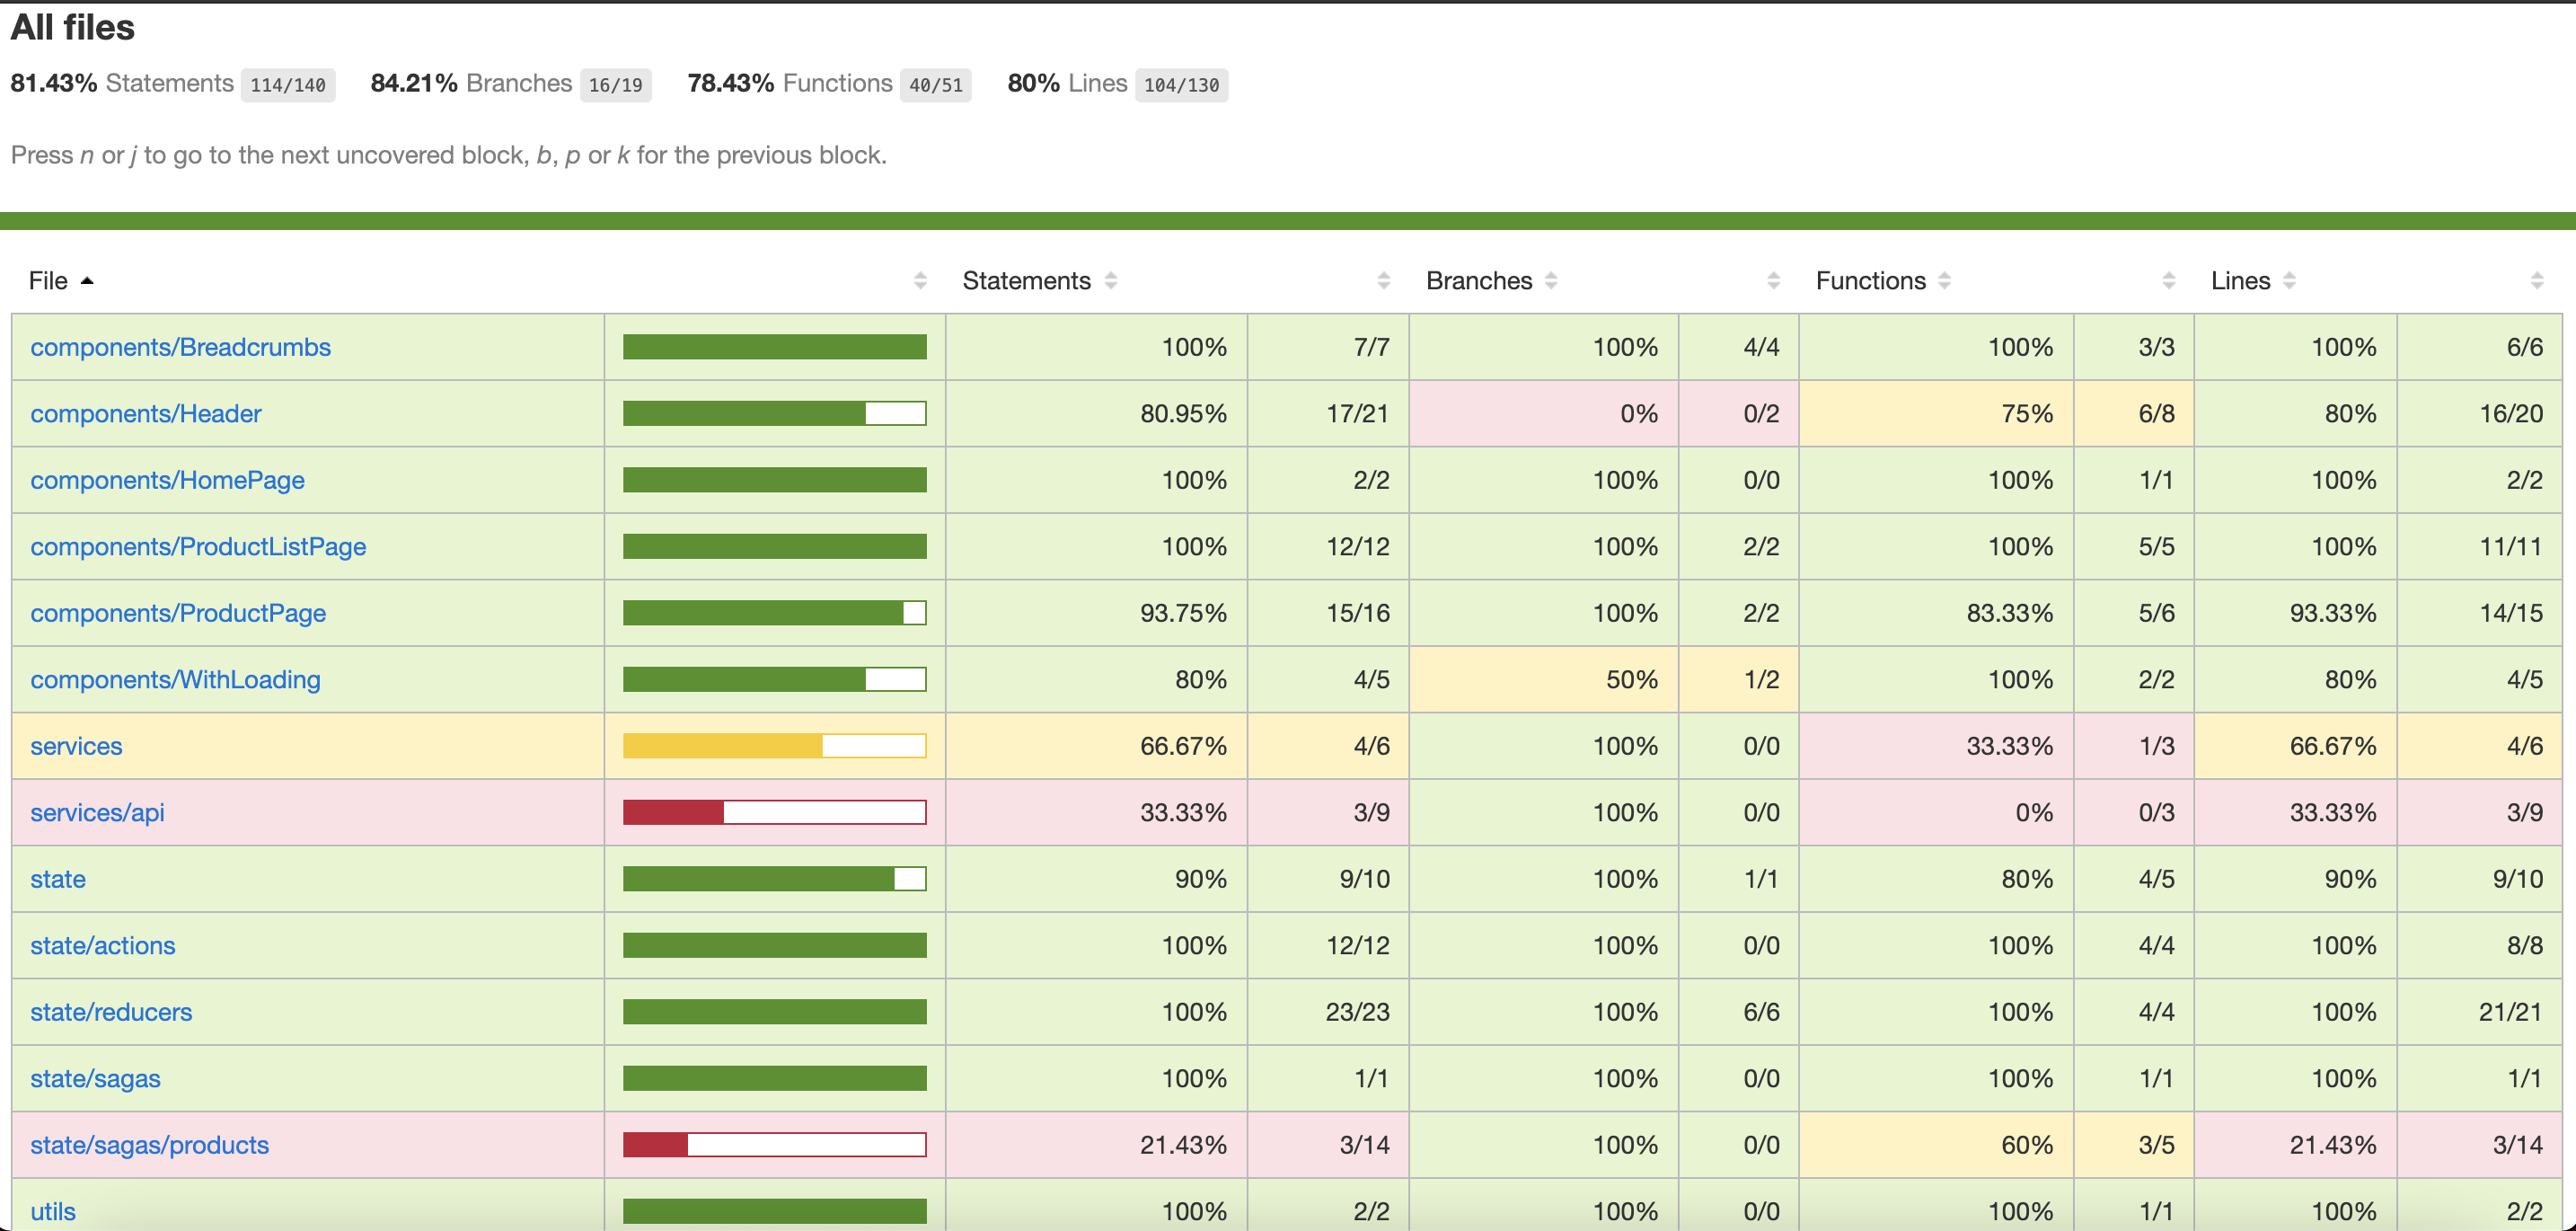 All files
81.43% Statements 114/140 84.21% Branches 16/19 78.43% Functions 40/51 80% Lines 104/130
Press n or j to go to the next uncovered block, b, p or k for the previous block.
File Statements Branches Functions Lines
components/Breadcrumbs 100% 7/7 100% 4/4 100% 3/3 100% 6/6
components/Header 80.95% 17/21 0% 0/2 75% 6/8 80% 16/20
components/HomePage 100% 2/2 100% 0/0 100% 1/1 100% 2/2
components/ProductListPage 100% 12/12 100% 2/2 100% 5/5 100% 11/11
components/ProductPage 93.75% 15/16 100% 2/2 83.33% 5/6 93.33% 14/15
components/WithLoading 80% 4/5 50% 1/2 100% 2/2 80% 4/5
services 66.67% 4/6 100% 0/0 33.33% 1/3 66.67% 4/6
services/api 33.33% 3/9 100% 0/0 0% 0/3 33.33% 3/9
state 90% 9/10 100% 1/1 80% 4/5 90% 9/10
state/actions 100% 12/12 100% 0/0 100% 4/4 100% 8/8
state/reducers 100% 23/23 100% 6/6 100% 4/4 100% 21/21
state/sagas 100% 1/1 100% 0/0 100% 1/1 100% 1/1
state/sagas/products 21.43% 3/14 100% 0/0 60% 3/5 21.43% 3/14
utils 100% 2/2 100% 0/0 100% 1/1 100% 2/2